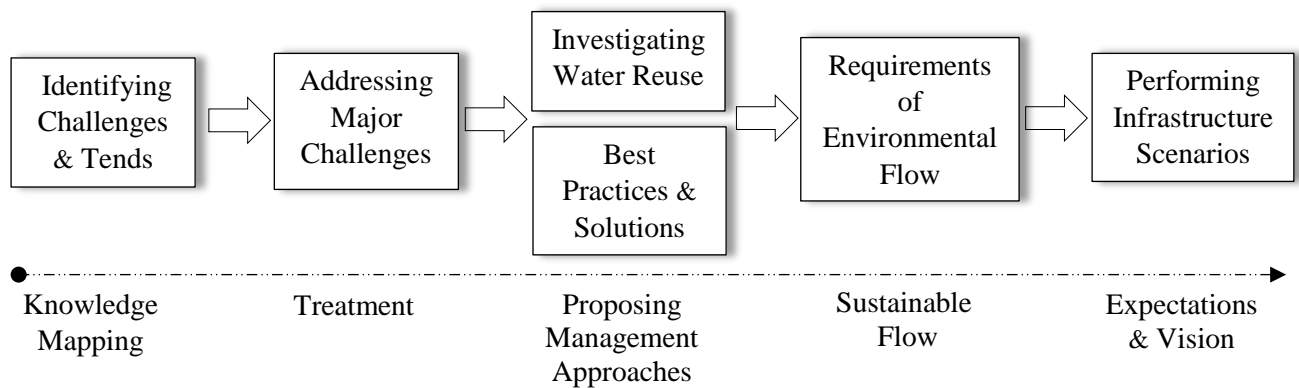 Identifying
Challenges
& Tends
Addressing
Major
Challenges
Investigating
Water Reuse
Best
Practices &
Solutions
Requirements
of
Environmental
Flow
Performing
Infrastructure
Scenarios
Knowledge
Mapping
Treatment
Proposing
Management
Approaches
Sustainable
Flow
Expectations
& Vision